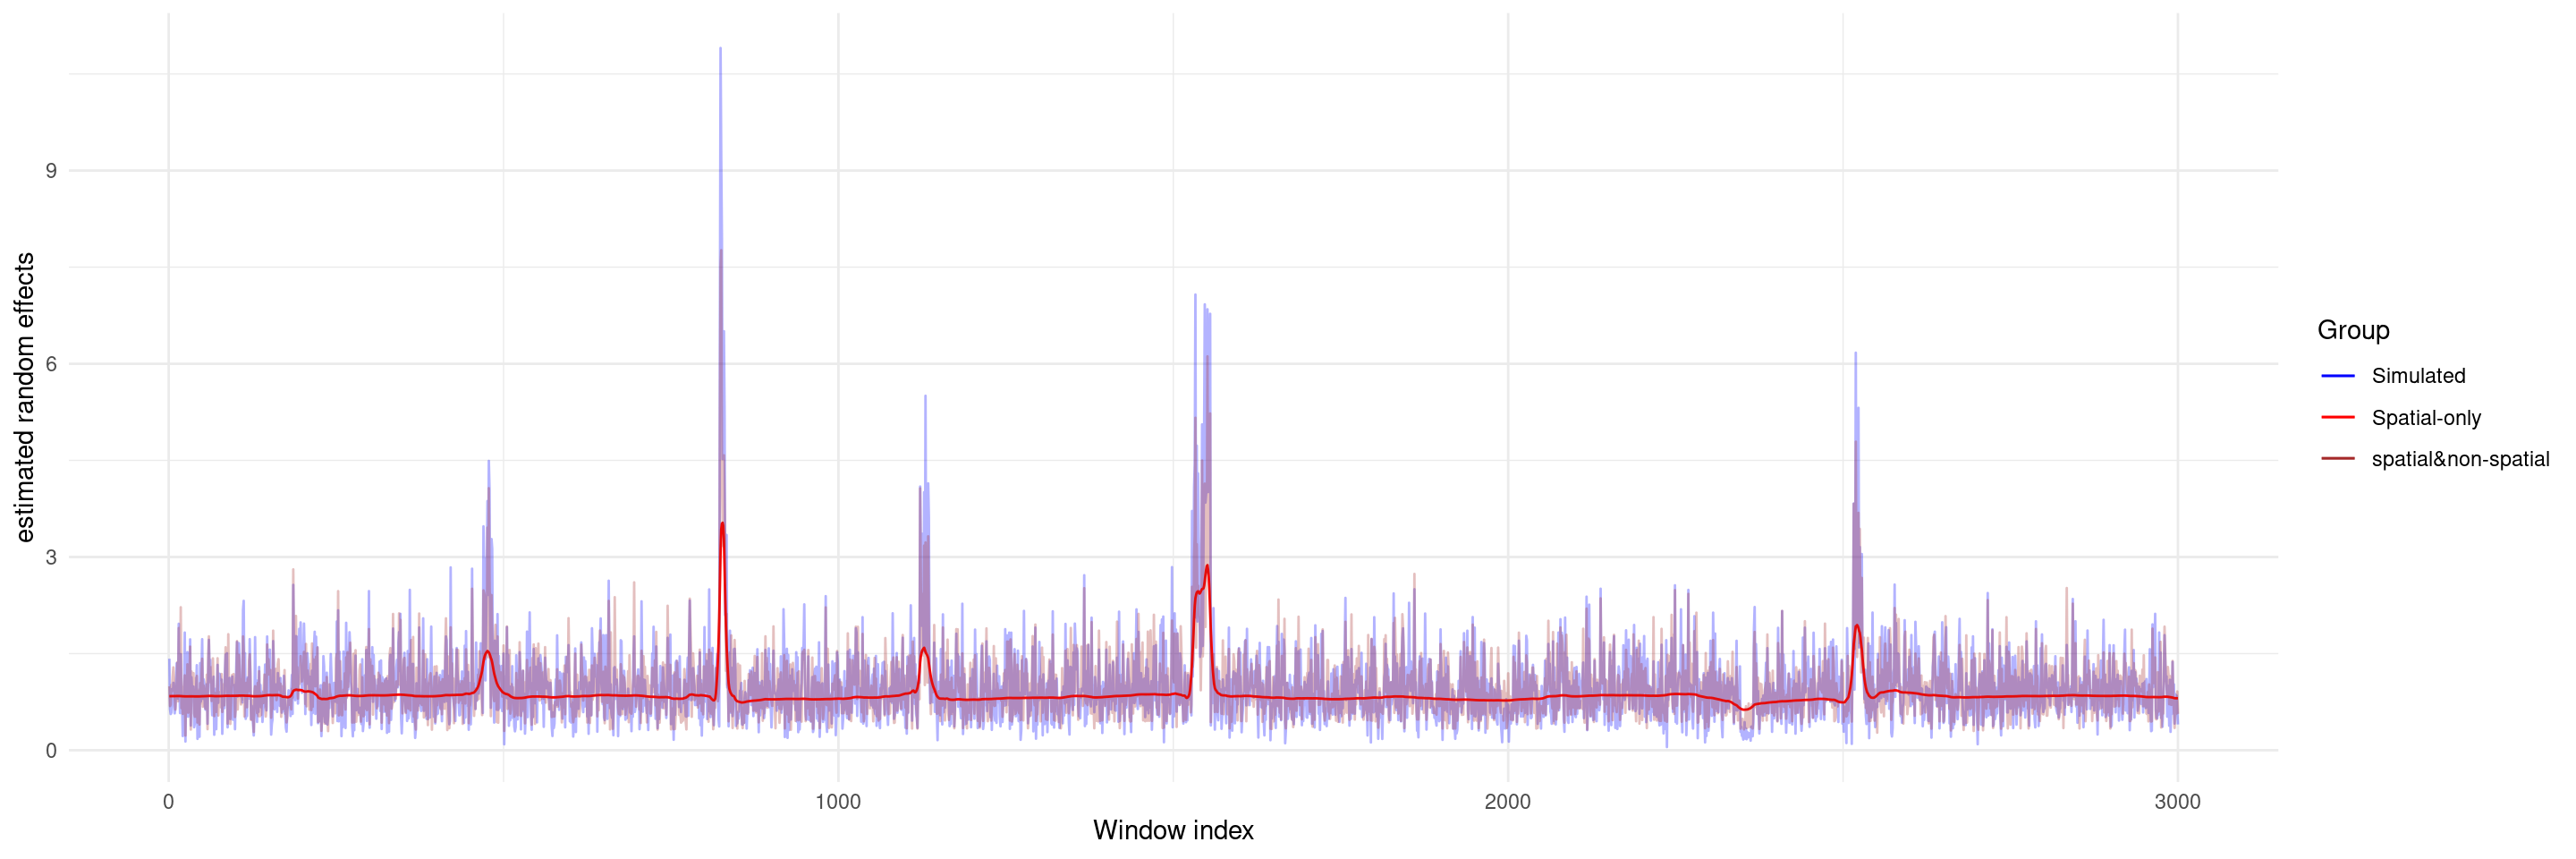 estimated random effects
9
6
3
0
0
1000
2000
3000
Window index
Group
Simulated
Spatial-only
spatial&non-spatial